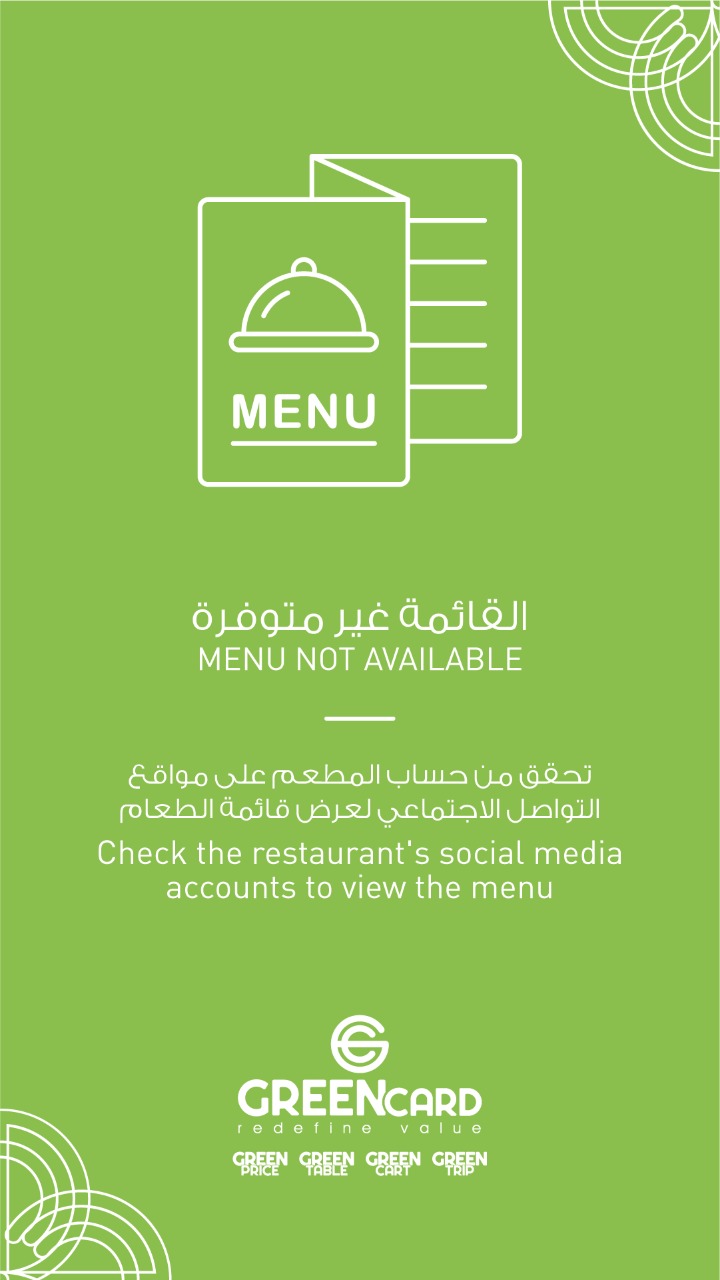 MENU
القائمة غير متوفرة
MENU NOT AVAILABLE
تحقق من حساب المطعم على مواقع
التواصل الاجتماعي لعرض قائمة الطعام
Check the restaurant's social media
accounts to view the menu
GREENCARD
redefine value
GREEN PRICE GREEN TABLE GREEN CART GREEN TRIP